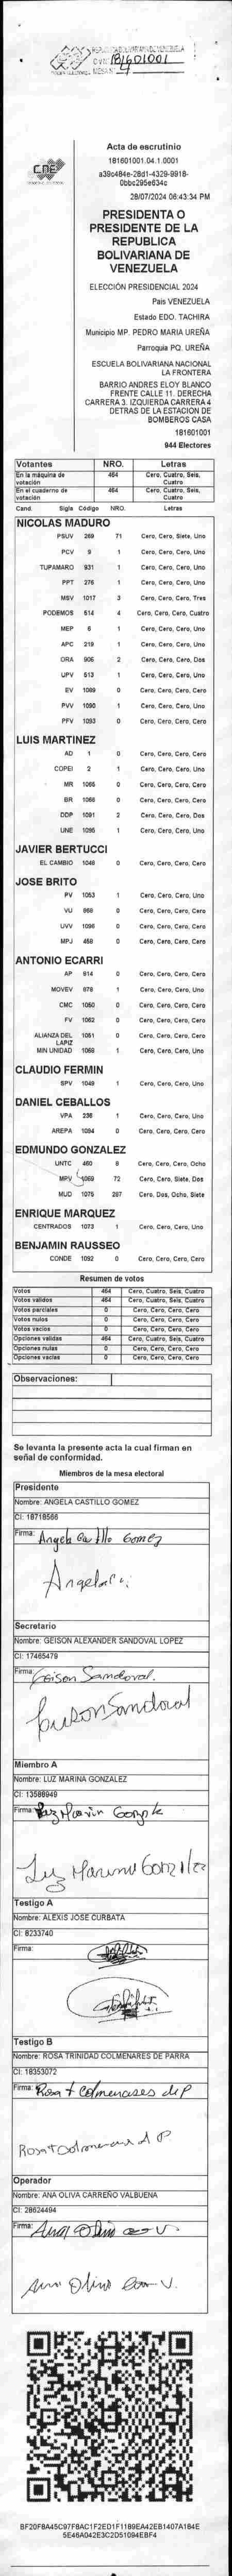 181601001
4
CNE
Acta de escrutinio
181601001.04.1.0001
a39c484e-28d1-4329-9918-
0bbc295e634c
28/07/2024 06:43:34 PM
PRESIDENTA O
PRESIDENTE DE LA
REPUBLICA
BOLIVARIANA DE
VENEZUELA
ELECCIÓN PRESIDENCIAL 2024
Pais VENEZUELA
Estado EDO. TACHIRA
Municipio MP. PEDRO MARIA UREÑA
Parroquia PQ. UREÑA
ESCUELA BOLIVARIANA NACIONAL
LA FRONTERA
BARRIO ANDRES ELOY BLANCO
FRENTE CALLE 11. DERECHA
CARRERA 3. IZQUIERDA CARRERA 4
DETRAS DE LA ESTACION DE
BOMBEROS CASA
181601001
944 Electores
Votantes NRO. Letras
En la máquina de votación 464 Cero, Cuatro, Seis, Cuatro
En el cuaderno de votación 464 Cero, Cuatro, Seis, Cuatro
Cand. Sigla Código NRO. Letras
NICOLAS MADURO
PSUV 269 71 Cero, Cero, Siete, Uno
PCV 9 1 Cero, Cero, Cero, Uno
TUPAMARO 931 1 Cero, Cero, Cero, Uno
PPT 276 1 Cero, Cero, Cero, Uno
MSV 1017 3 Cero, Cero, Cero, Tres
PODEMOS 514 4 Cero, Cero, Cero, Cuatro
MEP 6 1 Cero, Cero, Cero, Uno
APC 219 1 Cero, Cero, Cero, Uno
ORA 906 2 Cero, Cero, Cero, Dos
UPV 513 1 Cero, Cero, Cero, Uno
EV 1089 0 Cero, Cero, Cero, Cero
PVV 1090 1 Cero, Cero, Cero, Uno
PFV 1093 0 Cero, Cero, Cero, Cero
LUIS MARTINEZ
AD 1 0 Cero, Cero, Cero, Cero
COPEI 2 1 Cero, Cero, Cero, Uno
MR 1065 0 Cero, Cero, Cero, Cero
BR 1066 0 Cero, Cero, Cero, Cero
DDP 1091 2 Cero, Cero, Cero, Dos
UNE 1095 1 Cero, Cero, Cero, Uno
JAVIER BERTUCCI
EL CAMBIO 1046 0 Cero, Cero, Cero, Cero
JOSE BRITO
PV 1053 1 Cero, Cero, Cero, Uno
VU 868 0 Cero, Cero, Cero, Cero
UVV 1096 0 Cero, Cero, Cero, Cero
MPJ 458 0 Cero, Cero, Cero, Cero
ANTONIO ECARRI
AP 914 0 Cero, Cero, Cero, Cero
MOVEV 878 1 Cero, Cero, Cero, Uno
CMC 1050 0 Cero, Cero, Cero, Cero
FV 1062 0 Cero, Cero, Cero, Cero
ALIANZA DEL LAPIZ 1051 0 Cero, Cero, Cero, Cero
MIN UNIDAD 1068 1 Cero, Cero, Cero, Uno
CLAUDIO FERMIN
SPV 1049 1 Cero, Cero, Cero, Uno
DANIEL CEBALLOS
VPA 236 1 Cero, Cero, Cero, Uno
AREPA 1094 0 Cero, Cero, Cero, Cero
EDMUNDO GONZALEZ
UNTC 460 8 Cero, Cero, Cero, Ocho
MPV 1069 72 Cero, Cero, Siete, Dos
MUD 1075 287 Cero, Dos, Ocho, Siete
ENRIQUE MARQUEZ
CENTRADOS 1073 1 Cero, Cero, Cero, Uno
BENJAMIN RAUSSEO
CONDE 1092 0 Cero, Cero, Cero, Cero
Resumen de votos
Votos 464 Cero, Cuatro, Seis, Cuatro
Votos validos 464 Cero, Cuatro, Seis, Cuatro
Votos parciales 0 Cero, Cero, Cero, Cero
Votos nulos 0 Cero, Cero, Cero, Cero
Votos vacios 0 Cero, Cero, Cero, Cero
Opciones validas 464 Cero, Cuatro, Seis, Cuatro
Opciones nulas 0 Cero, Cero, Cero, Cero
Opciones vacias 0 Cero, Cero, Cero, Cero
Observaciones:
Se levanta la presente acta la cual firman en
señal de conformidad.
Miembros de la mesa electoral
Presidente
Nombre: ANGELA CASTILLO GOMEZ
CI: 18718566
Firma: Angela Castillo Gomez
Secretario
Nombre: GEISON ALEXANDER SANDOVAL LOPEZ
CI: 17465479
Firma: Geison Sandoval.
Geison Sandoval
Miembro A
Nombre: LUZ MARINA GONZALEZ
CI: 13588949
Firma: Luz Marina Gonzalez
Luz Marina Gonzalez
Testigo A
Nombre: ALEXIS JOSE CURBATA
CI: 8233740
Firma:
Testigo B
Nombre: ROSA TRINIDAD COLMENARES DE PARRA
CI: 18353072
Firma: Rosa t colmenares de P
Rosa t Colmenares d P.
Operador
Nombre: ANA OLIVA CARREÑO VALBUENA
CI: 28624494
Firma: Ana Oliva V.
Ana Oliva V.
BF20F8A45C97F8AC1F2ED1F1189EA42EB1407A184E
5E46A042E3C2D51094EBF4